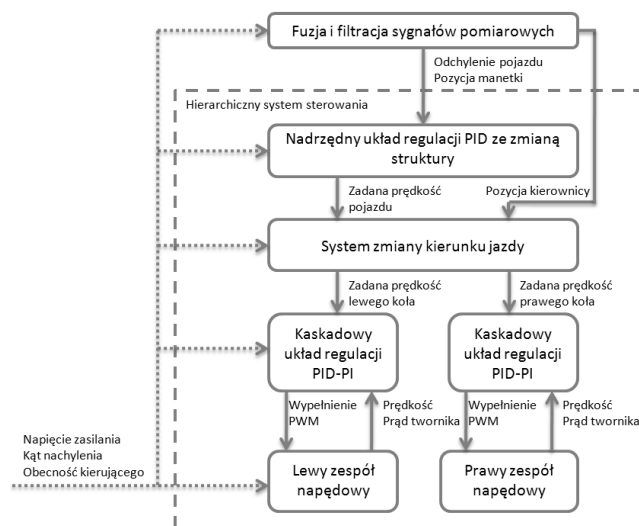 Fuzja i filtracja sygnałów pomiarowych
Odchylenie pojazdu
Pozycja manetki
Hierarchiczny system sterowania
Nadrzędny układ regulacji PID ze zmianą
struktury
Zadana prędkość
pojazdu
Pozycja kierownicy
System zmiany kierunku jazdy
Zadana prędkość
lewego koła
Zadana prędkość
prawego koła
Kaskadowy
układ regulacji
PID-PI
Kaskadowy
układ regulacji
PID-PI
Wypełnienie
PWM
Prędkość
Prąd twornika
Wypełnienie
PWM
Prędkość
Prąd twornika
Napięcie zasilania
Kąt nachylenia
Obecność kierującego
Lewy zespół
napędowy
Prawy zespół
napędowy